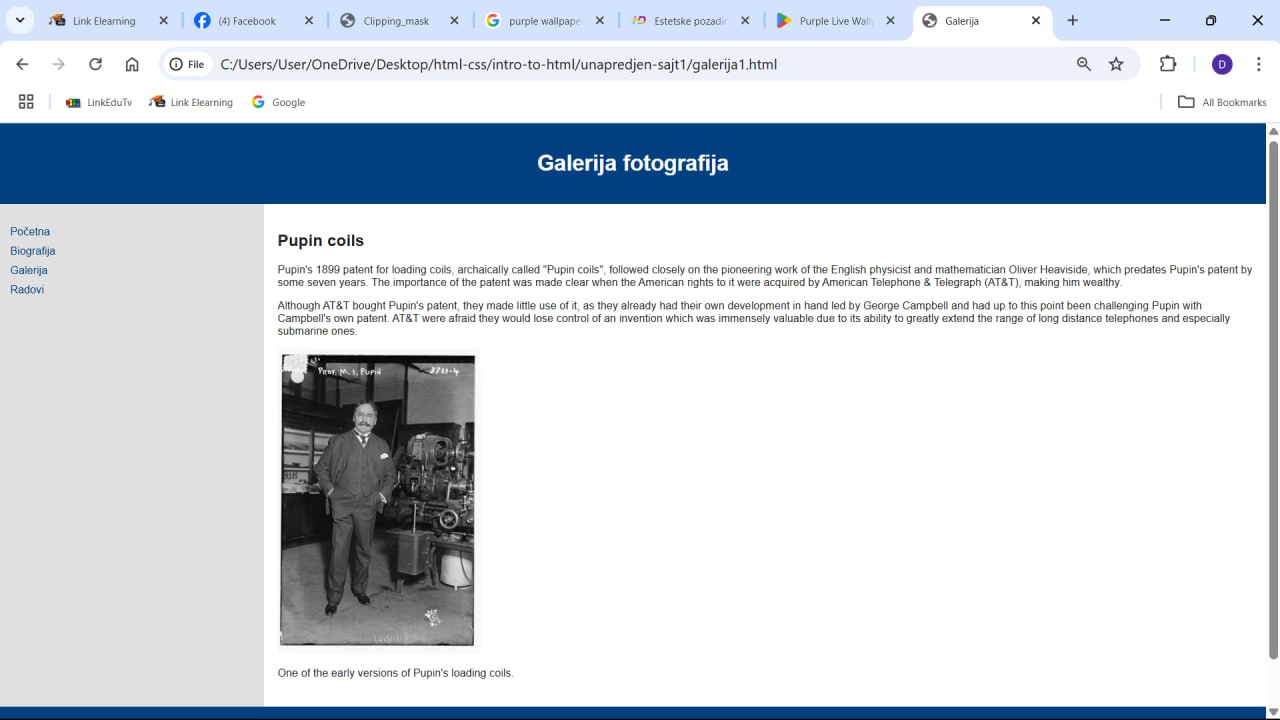 Link Elearning
(4) Facebook
Clipping_mask
purple wallpape
Estetske pozadi
Purple Live Wal
Galerija
File
C:/Users/User/OneDrive/Desktop/html-css/intro-to-html/unapredjen-sajt1/galerija1.html
D
LinkEduTv
Link Elearning
Google
All Bookmarks
Galerija fotografija
Početna
Biografija
Galerija
Radovi
Pupin coils
Pupin's 1899 patent for loading coils, archaically called "Pupin coils", followed closely on the pioneering work of the English physicist and mathematician Oliver Heaviside, which predates Pupin's patent by
some seven years. The importance of the patent was made clear when the American rights to it were acquired by American Telephone & Telegraph (AT&T), making him wealthy.
Although AT&T bought Pupin's patent, they made little use of it, as they already had their own development in hand led by George Campbell and had up to this point been challenging Pupin with
Campbell's own patent. AT&T were afraid they would lose control of an invention which was immensely valuable due to its ability to greatly extend the range of long distance telephones and especially
submarine ones.
PROF. M. I. PUPIN
One of the early versions of Pupin's loading coils.